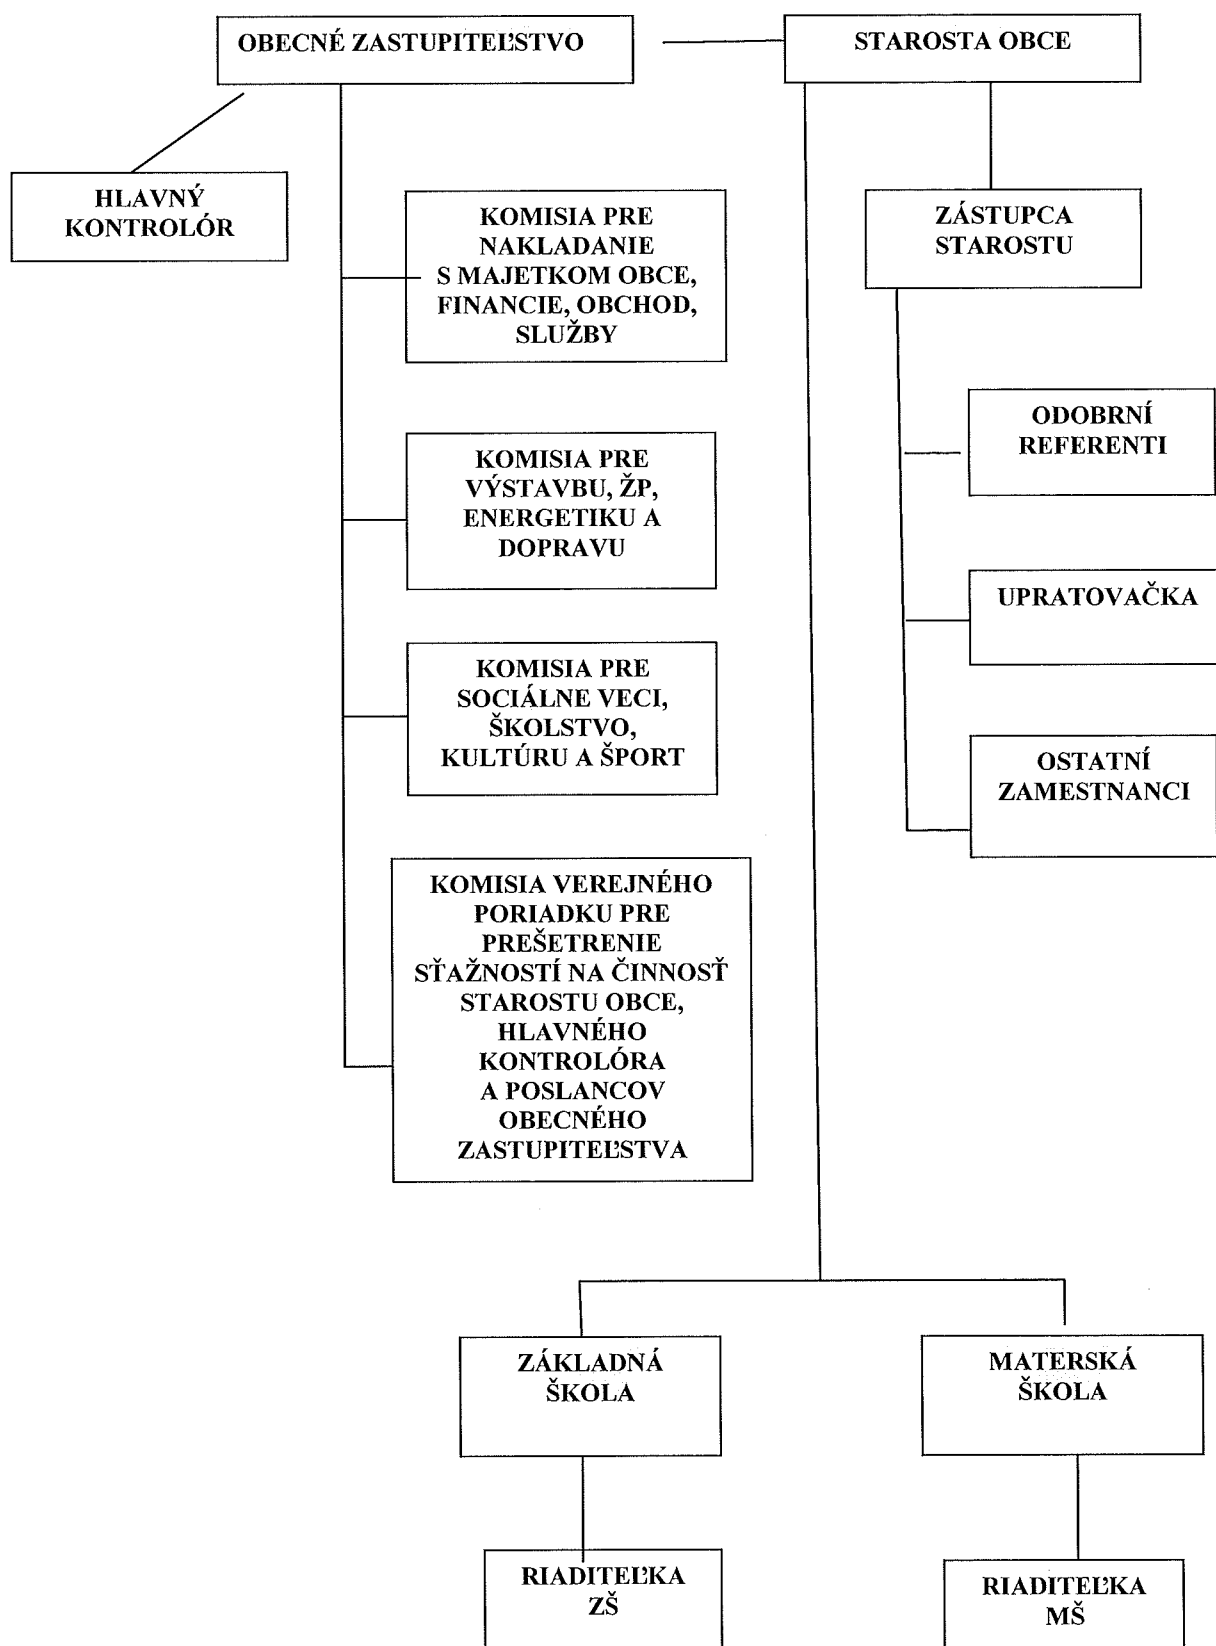 OBECNÉ ZASTUPITEĽSTVO
STAROSTA OBCE
HLAVNÝ
KONTROLÓR
KOMISIA PRE
NAKLADANIE
S MAJETKOM OBCE,
FINANCIE, OBCHOD,
SLUŽBY
ZÁSTUPCA
STAROSTU
ODOBRNÍ
REFERENTI
KOMISIA PRE
VÝSTAVBU, ŽP,
ENERGETIKU A
DOPRAVU
UPRATOVAČKA
KOMISIA PRE
SOCIÁLNE VECI,
ŠKOLSTVO,
KULTÚRU A ŠPORT
OSTATNÍ
ZAMESTNANCI
KOMISIA VEREJNÉHO
PORIADKU PRE
PREŠETRENIE
SŤAŽNOSTÍ NA ČINNOSŤ
STAROSTU OBCE,
HLAVNÉHO
KONTROLÓRA
A POSLANCOV
OBECNÉHO
ZASTUPITEĽSTVA
ZÁKLADNÁ
ŠKOLA
MATERSKÁ
ŠKOLA
RIADITEĽKA
ZŠ
RIADITEĽKA
MŠ